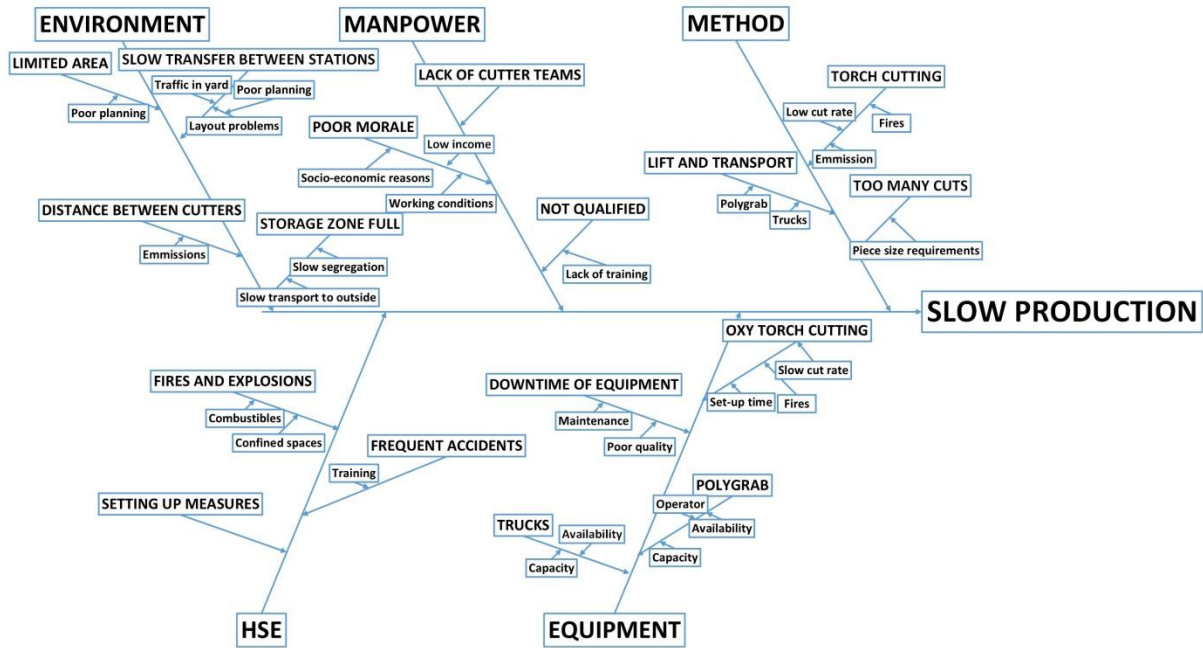 ENVIRONMENT
MANPOWER
METHOD
LIMITED AREA
SLOW TRANSFER BETWEEN STATIONS
Traffic in yard
Poor planning
Poor planning
Layout problems
DISTANCE BETWEEN CUTTERS
Emmissions
STORAGE ZONE FULL
Slow segregation
Slow transport to outside
LACK OF CUTTER TEAMS
POOR MORALE
Low income
Socio-economic reasons
Working conditions
NOT QUALIFIED
Lack of training
TORCH CUTTING
Low cut rate
Fires
Emmission
LIFT AND TRANSPORT
Polygrab
Trucks
TOO MANY CUTS
Piece size requirements
SLOW PRODUCTION
FIRES AND EXPLOSIONS
Combustibles
Confined spaces
FREQUENT ACCIDENTS
Training
SETTING UP MEASURES
HSE
OXY TORCH CUTTING
Slow cut rate
Set-up time
Fires
DOWNTIME OF EQUIPMENT
Maintenance
Poor quality
POLYGRAB
Operator
Availability
Capacity
TRUCKS
Availability
Capacity
EQUIPMENT